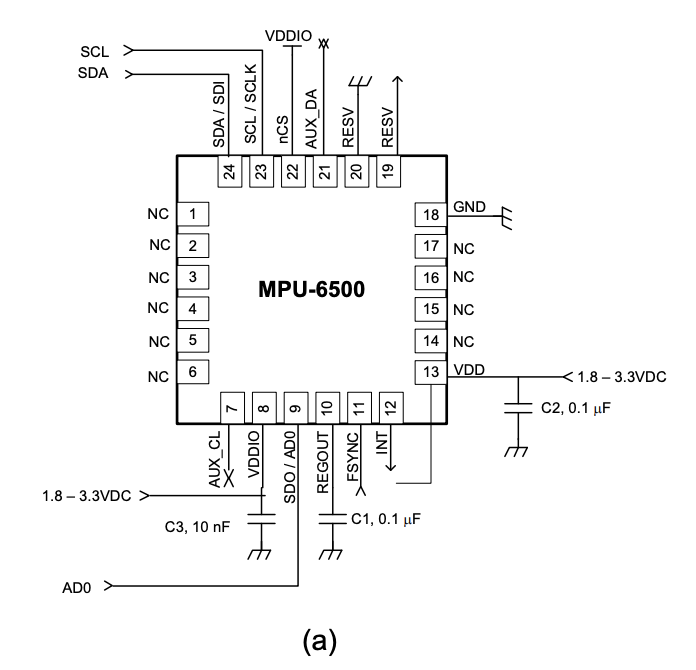 VDDIO
SCL
SDA
SDA / SDI
SCL / SCLK
nCS
AUX_DA
RESV
RESV
24
23
22
21
20
19
NC 1
18 GND
NC 2
17 NC
NC 3
16 NC
MPU-6500
NC 4
15 NC
NC 5
14 NC
NC 6
13 VDD
1.8 – 3.3VDC
C2, 0.1 µF
7
8
9
10
11
12
AUX_CL
VDDIO
SDO / AD0
REGOUT
FSYNC
INT
1.8 – 3.3VDC
C3, 10 nF
C1, 0.1 µF
AD0
(a)